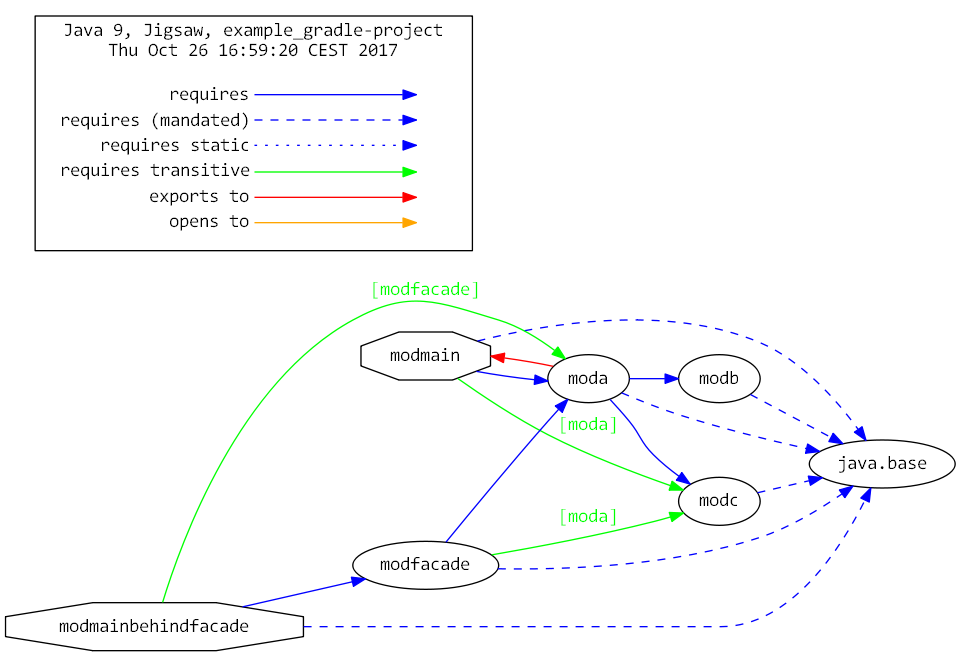 Java 9, Jigsaw, example_gradle-project
Thu Oct 26 16:59:20 CEST 2017
requires
requires (mandated)
requires static
requires transitive
exports to
opens to
[modfacade]
modmain
moda
modb
[moda]
java.base
modc
[moda]
modfacade
modmainbehindfacade